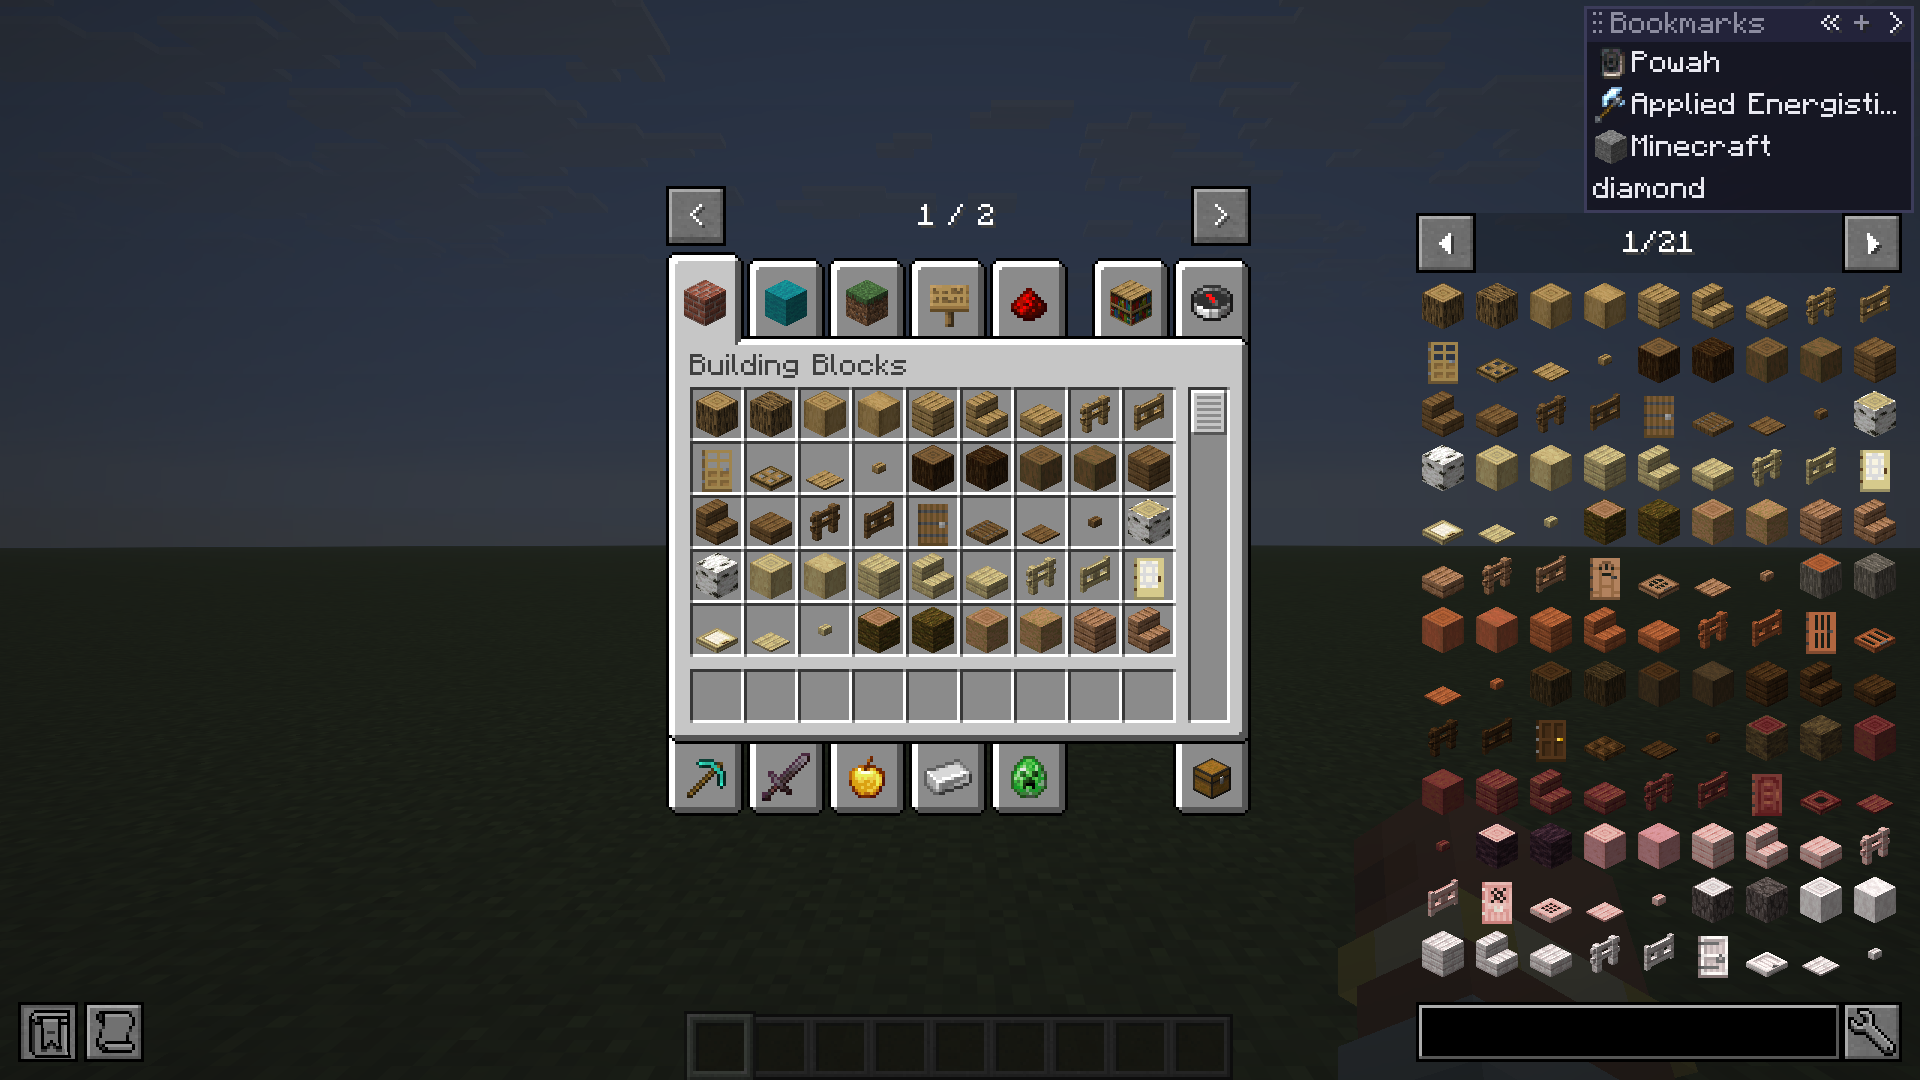 Bookmarks « + >
Powah
Applied Energisti...
Minecraft
diamond
< 1 / 2 >
1/21
Building Blocks